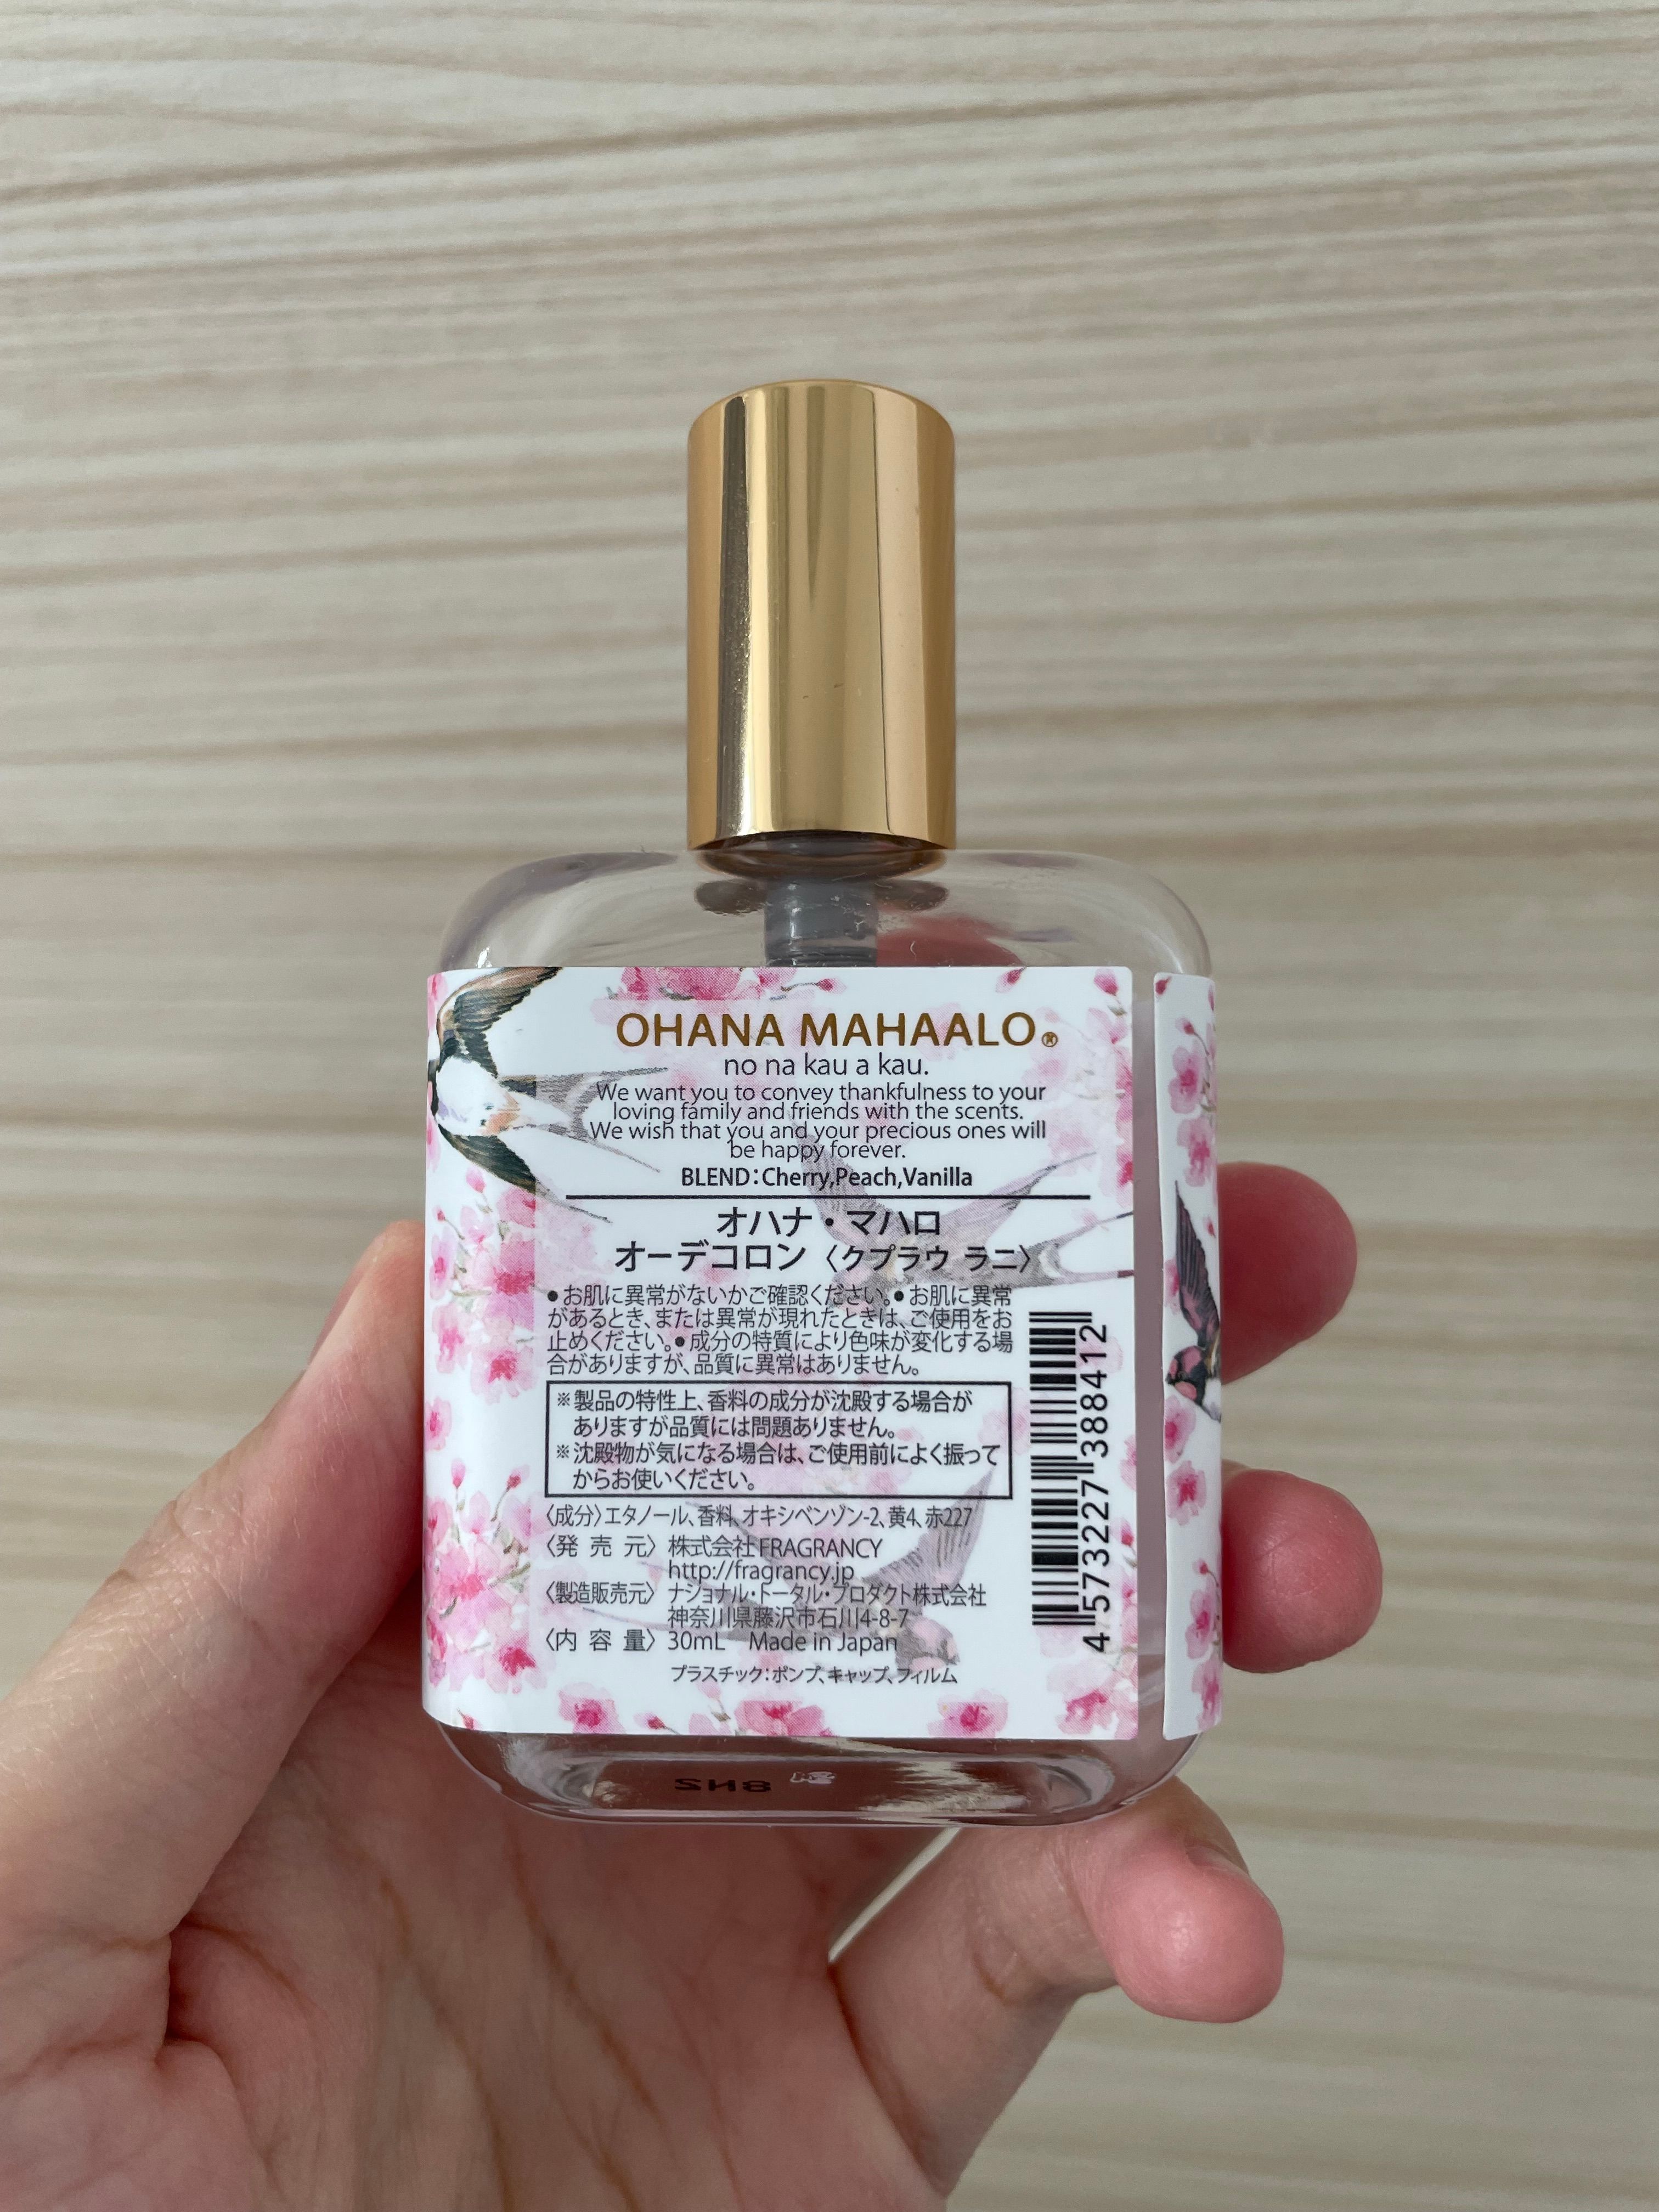 OHANA MAHAALO®
no na kau a kau.
We want you to convey thankfulness to your
loving family and friends with the scents.
We wish that you and your precious ones will
be happy forever.
BLEND:Cherry,Peach,Vanilla
オハナ・マハロ
オーデコロン〈クプラウ ラニ〉
●お肌に異常がないかご確認ください。●お肌に異常
があるとき、または異常が現れたときは、ご使用をお
止めください。●成分の特質により色味が変化する場
合がありますが、品質に異常はありません。
※製品の特性上、香料の成分が沈殿する場合が
ありますが品質には問題ありません。
※沈殿物が気になる場合は、ご使用前によく振って
からお使いください。
〈成分〉エタノール、香料、オキシベンゾン-2、黄4、赤227
〈発 売 元〉株式会社FRAGRANCY
http://fragrancy.jp
〈製造販売元〉ナショナル・トータル・プロダクト株式会社
神奈川県藤沢市石川4-8-7
〈内 容 量〉30mL Made in Japan
プラスチック:ポンプ、キャップ、フィルム
4573227388412